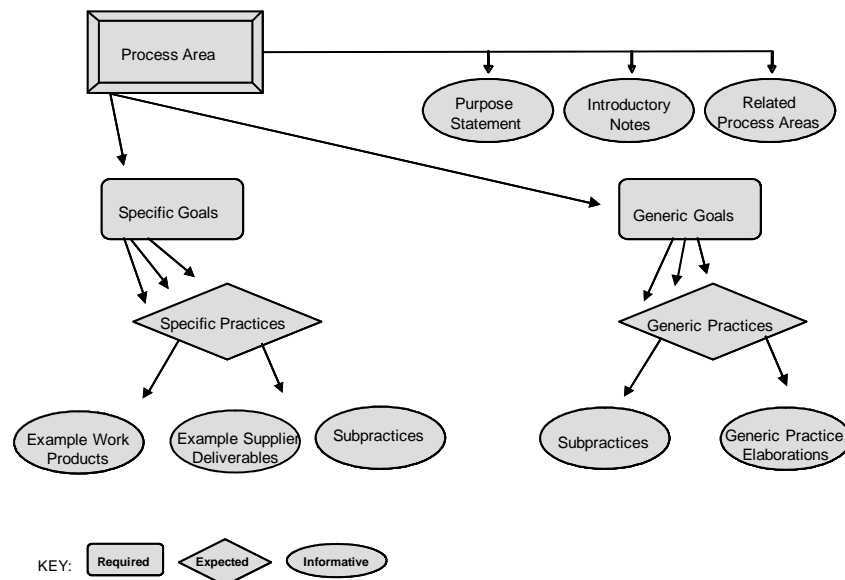 Process Area
Purpose
Statement
Introductory
Notes
Related
Process Areas
Specific Goals
Generic Goals
Specific Practices
Generic Practices
Example Work
Products
Example Supplier
Deliverables
Subpractices
Subpractices
Generic Practice
Elaborations
KEY:
Required
Expected
Informative